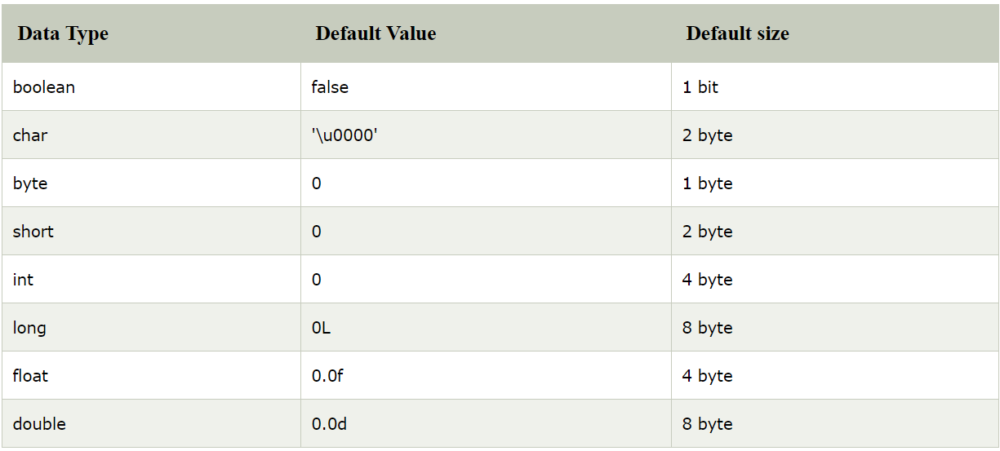 Data Type Default Value Default size
boolean false 1 bit
char '\u0000' 2 byte
byte 0 1 byte
short 0 2 byte
int 0 4 byte
long 0L 8 byte
float 0.0f 4 byte
double 0.0d 8 byte